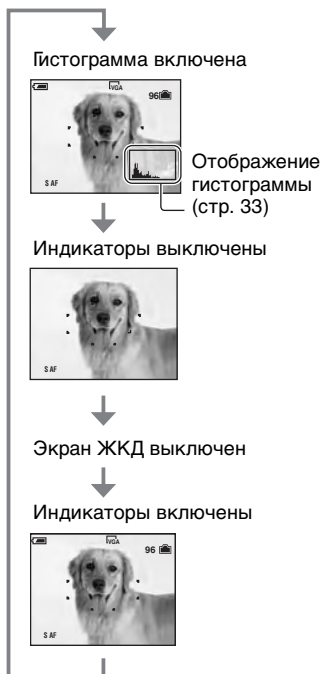 Гистограмма включена
VGA
96
S AF
Отображение
гистограммы
(стр. 33)
Индикаторы выключены
S AF
Экран ЖКД выключен
Индикаторы включены
VGA
96
S AF